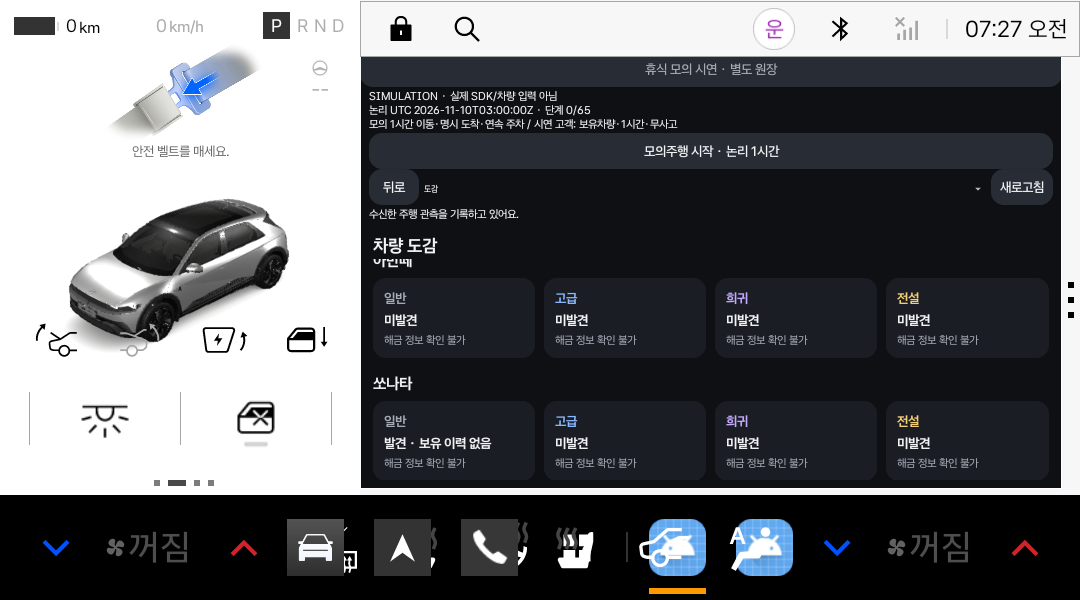 0 km
0 km/h
P R N D
운
07:27 오전
안전 벨트를 매세요.
휴식 모의 시연 · 별도 원장
SIMULATION · 실제 SDK/차량 입력 아님
논리 UTC 2026-11-10T03:00:00Z · 단계 0/65
모의 1시간 이동·명시 도착·연속 주차 / 시연 고객: 보유차량·1시간·무사고
모의주행 시작 · 논리 1시간
뒤로
도감
새로고침
수신한 주행 관측을 기록하고 있어요.
차량 도감
아반떼
일반
미발견
해금 정보 확인 불가
고급
미발견
해금 정보 확인 불가
희귀
미발견
해금 정보 확인 불가
전설
미발견
해금 정보 확인 불가
쏘나타
일반
발견 · 보유 이력 없음
해금 정보 확인 불가
고급
미발견
해금 정보 확인 불가
희귀
미발견
해금 정보 확인 불가
전설
미발견
해금 정보 확인 불가
꺼짐
A
꺼짐